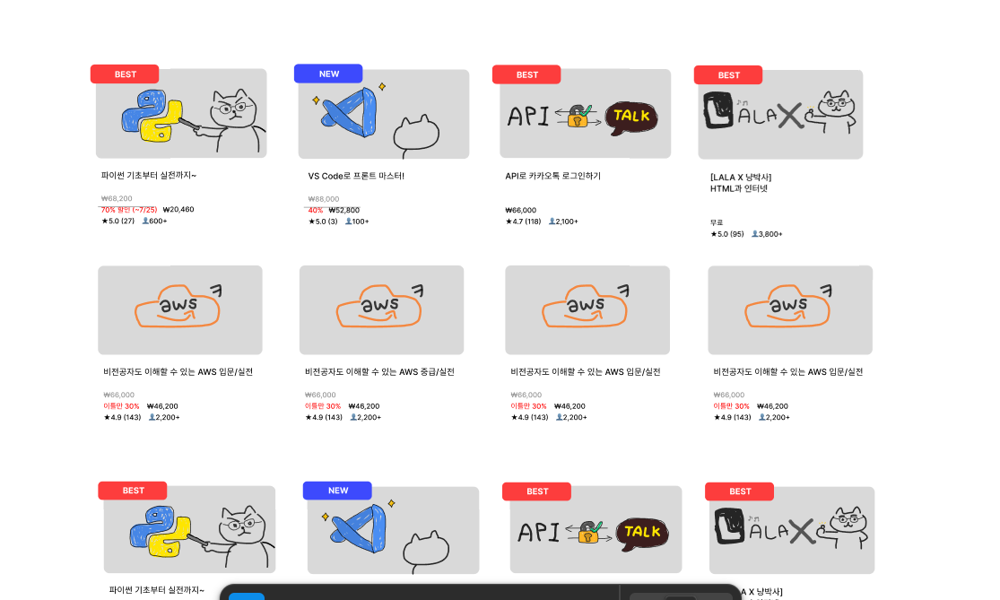 BEST
파이썬 기초부터 실전까지~
₩68,200
70% 할인 (~7/25) ₩20,460
★5.0 (27) 👤600+
NEW
VS Code로 프론트 마스터!
₩88,000
40% ₩52,800
★5.0 (3) 👤100+
BEST
API TALK
API로 카카오톡 로그인하기
₩66,000
★4.7 (118) 👤2,100+
BEST
LALA X
[LALA X 낭박사]
HTML과 인터넷
무료
★5.0 (95) 👤3,800+
aws
비전공자도 이해할 수 있는 AWS 입문/실전
₩66,000
이틀만 30% ₩46,200
★4.9 (143) 👤2,200+
aws
비전공자도 이해할 수 있는 AWS 중급/실전
₩66,000
이틀만 30% ₩46,200
★4.9 (143) 👤2,200+
aws
비전공자도 이해할 수 있는 AWS 입문/실전
₩66,000
이틀만 30% ₩46,200
★4.9 (143) 👤2,200+
aws
비전공자도 이해할 수 있는 AWS 입문/실전
₩66,000
이틀만 30% ₩46,200
★4.9 (143) 👤2,200+
BEST
파이썬 기초부터 실전까지~
NEW
BEST
API TALK
BEST
LALA X
A X 낭박사]